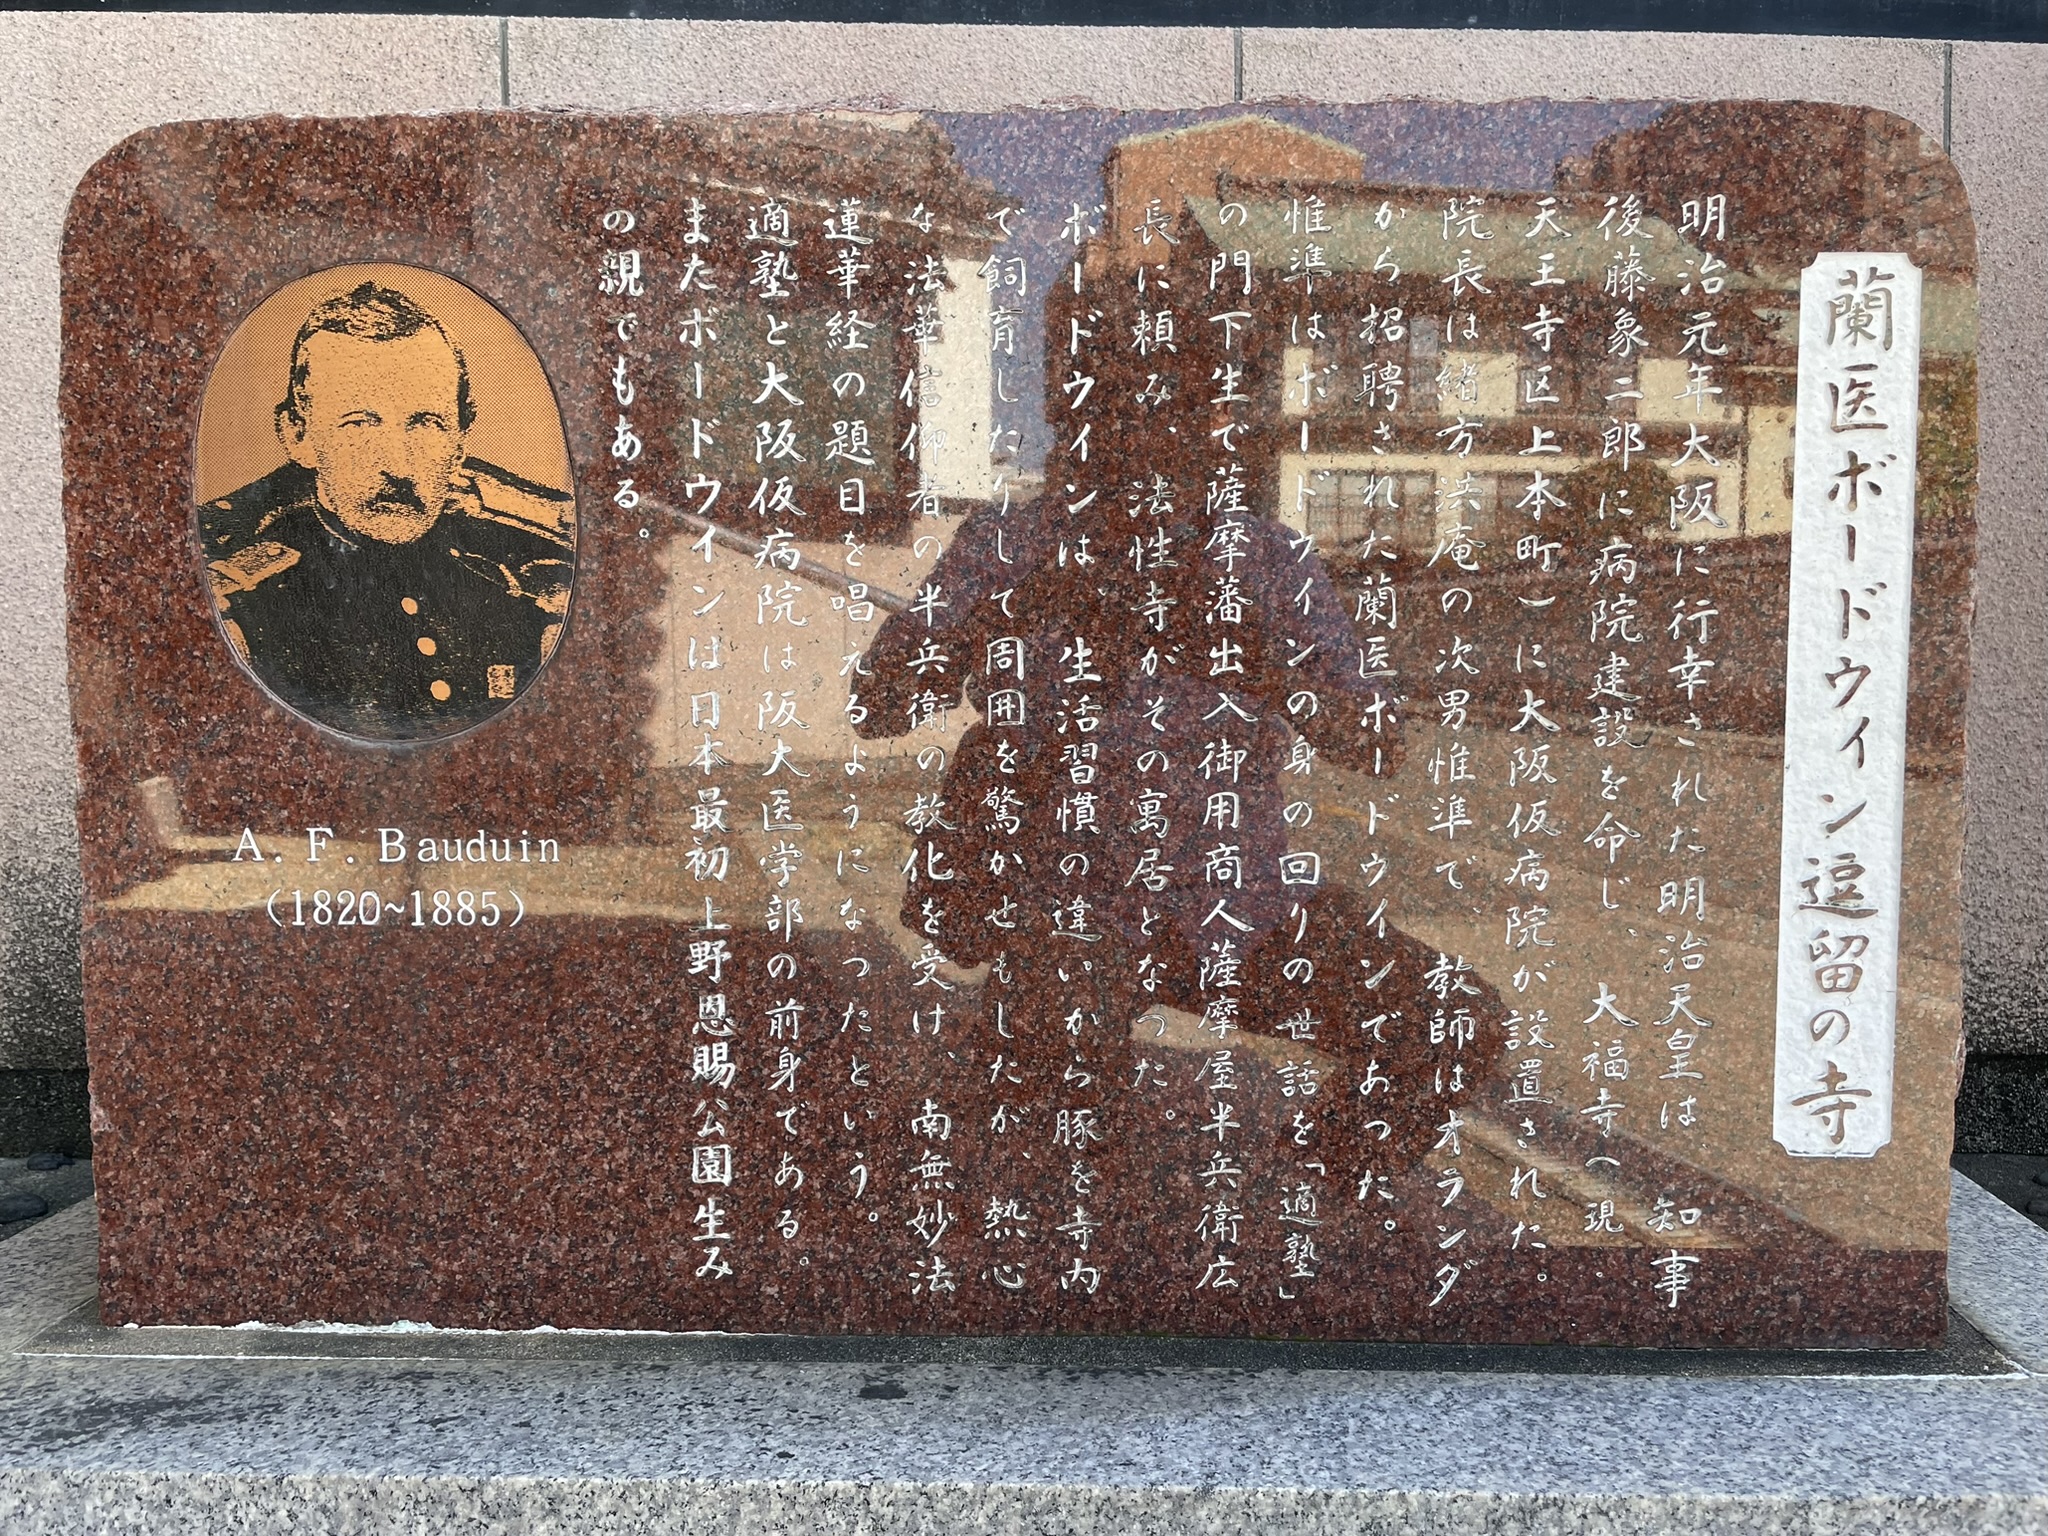 蘭医ボードウィン逗留の寺
明治元年大阪に行幸された明治天皇は、知事
後藤象二郎に病院建設を命じ、大福寺へ現・
天王寺区上本町）に大阪仮病院が設置された。
院長は緒方洪庵の次男惟準で、教師はオランダ
から招聘された蘭医ボードウィンであった。
惟準はボードウィンの身の回りの世話を「適塾」
の門下生で薩摩藩出入御用商人薩摩屋半兵衛広
長に頼み、法性寺がその寓居となった。
ボードウィンは、生活習慣の違いから豚を寺内
で飼育したりして周囲を驚かせもしたが、熱心
な法華信仰者の半兵衛の教化を受け、南無妙法
蓮華経の題目を唱えるようになったという。
適塾と大阪仮病院は阪大医学部の前身である。
またボードウィンは日本最初上野恩賜公園生み
の親でもある。
A. F. Bauduin
(1820~1885)